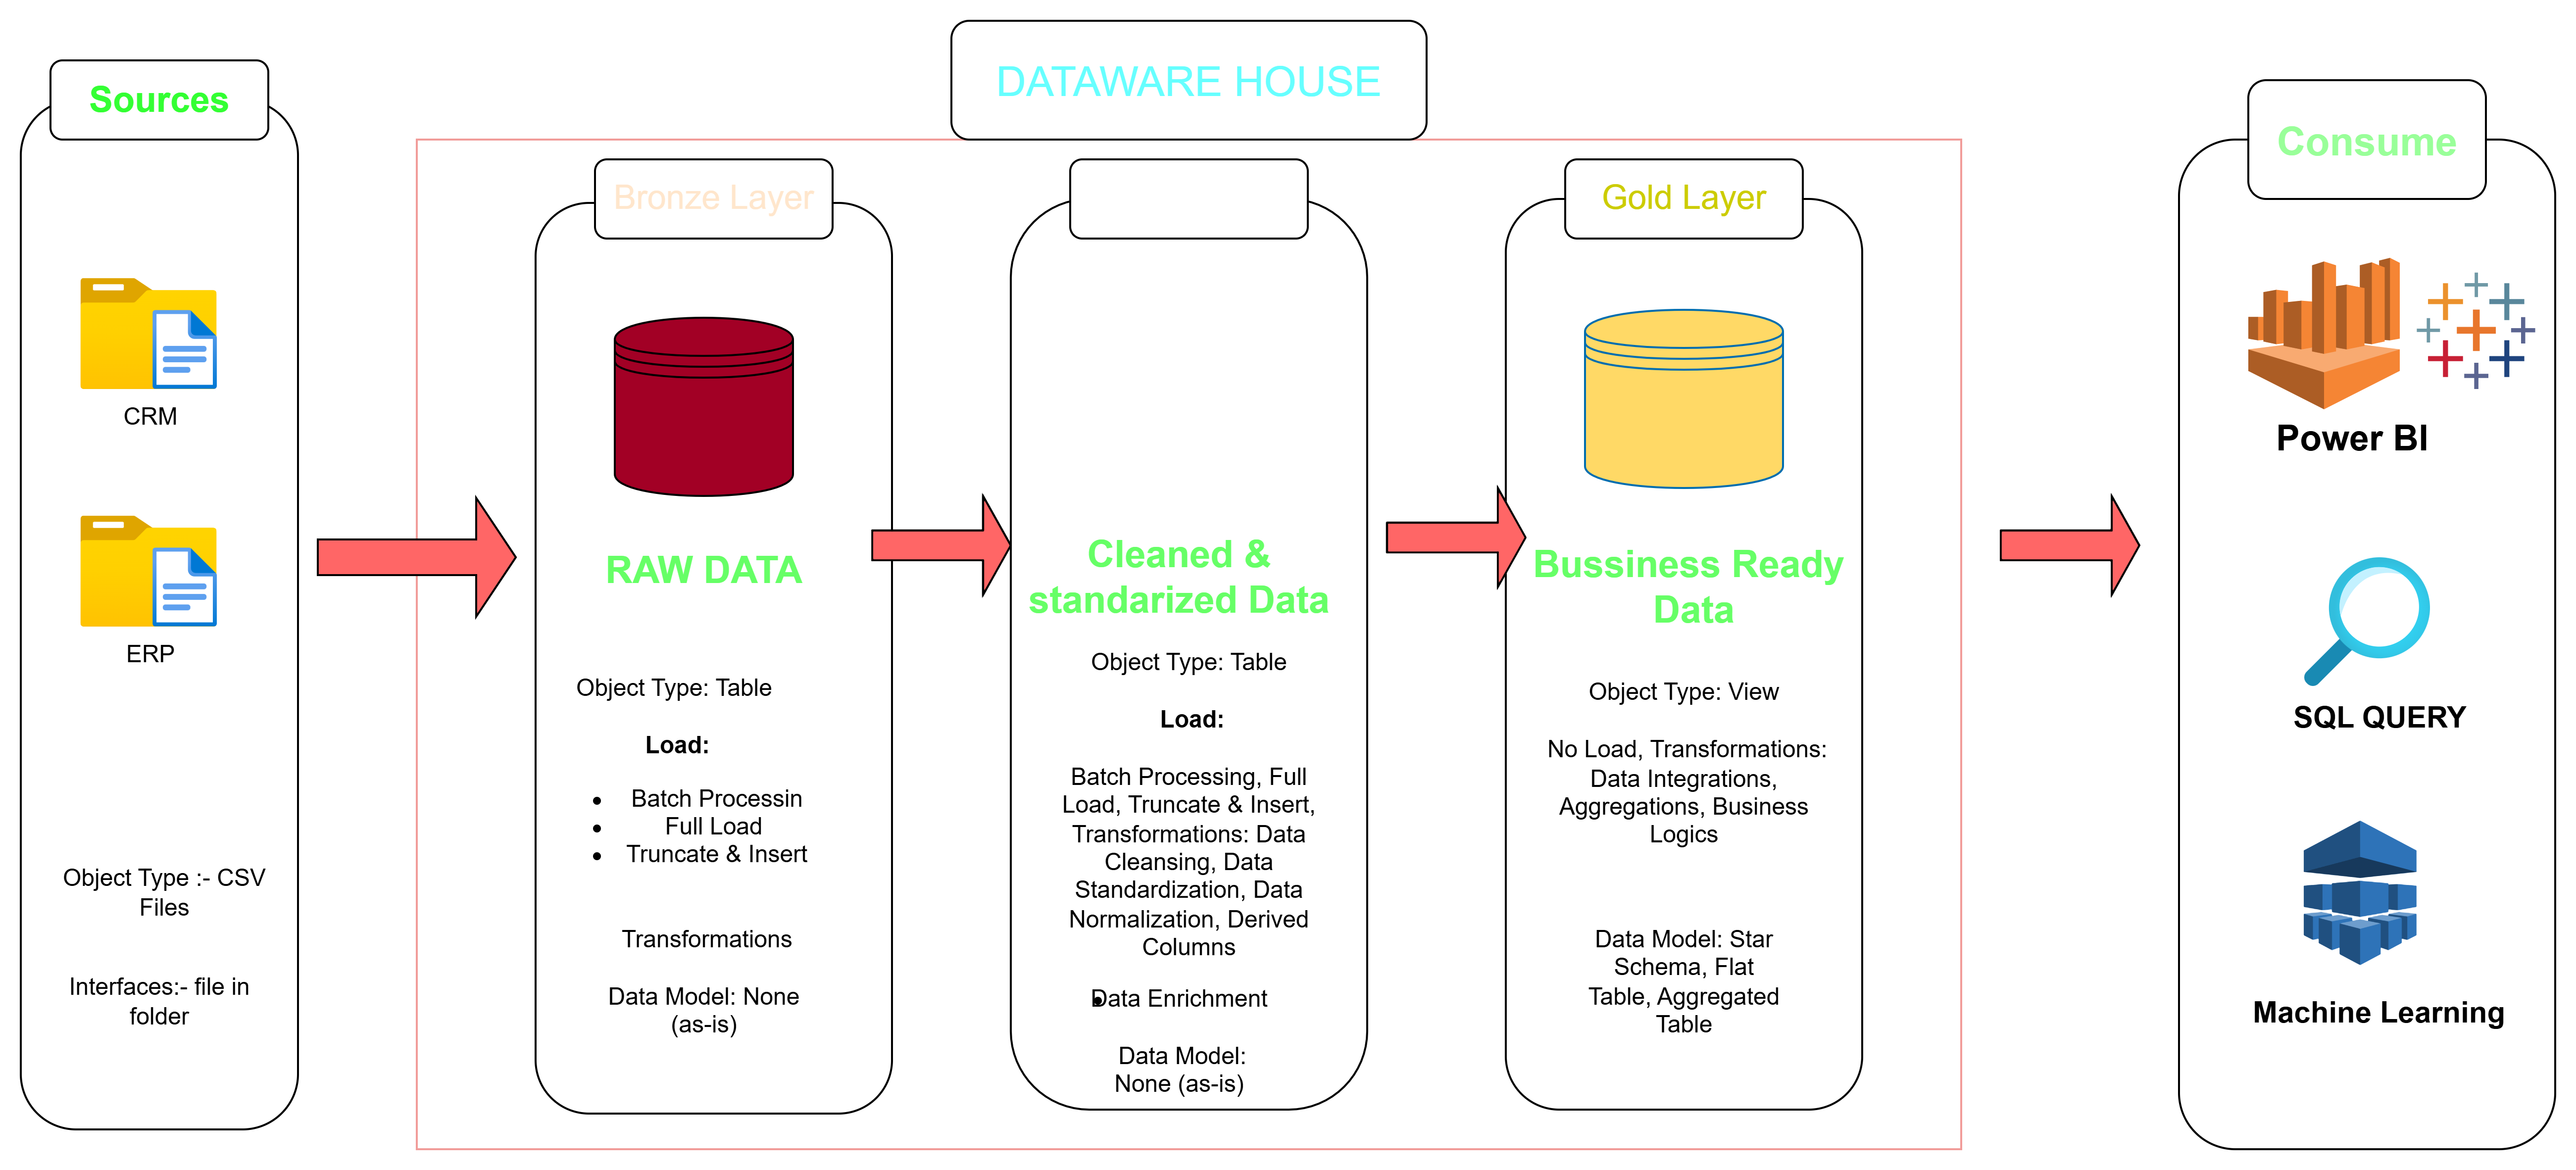 DATAWARE HOUSE
Sources
CRM
ERP
Object Type :- CSV
Files
Interfaces:- file in
folder
Bronze Layer
RAW DATA
Object Type: Table
Load:
Batch Processin
Full Load
Truncate & Insert
Transformations
Data Model: None
(as-is)
Cleaned &
standarized Data
Object Type: Table
Load:
Batch Processing, Full
Load, Truncate & Insert,
Transformations: Data
Cleansing, Data
Standardization, Data
Normalization, Derived
Columns
Data Enrichment
Data Model:
None (as-is)
Gold Layer
Bussiness Ready
Data
Object Type: View
No Load, Transformations:
Data Integrations,
Aggregations, Business
Logics
Data Model: Star
Schema, Flat
Table, Aggregated
Table
Consume
Power BI
SQL QUERY
Machine Learning